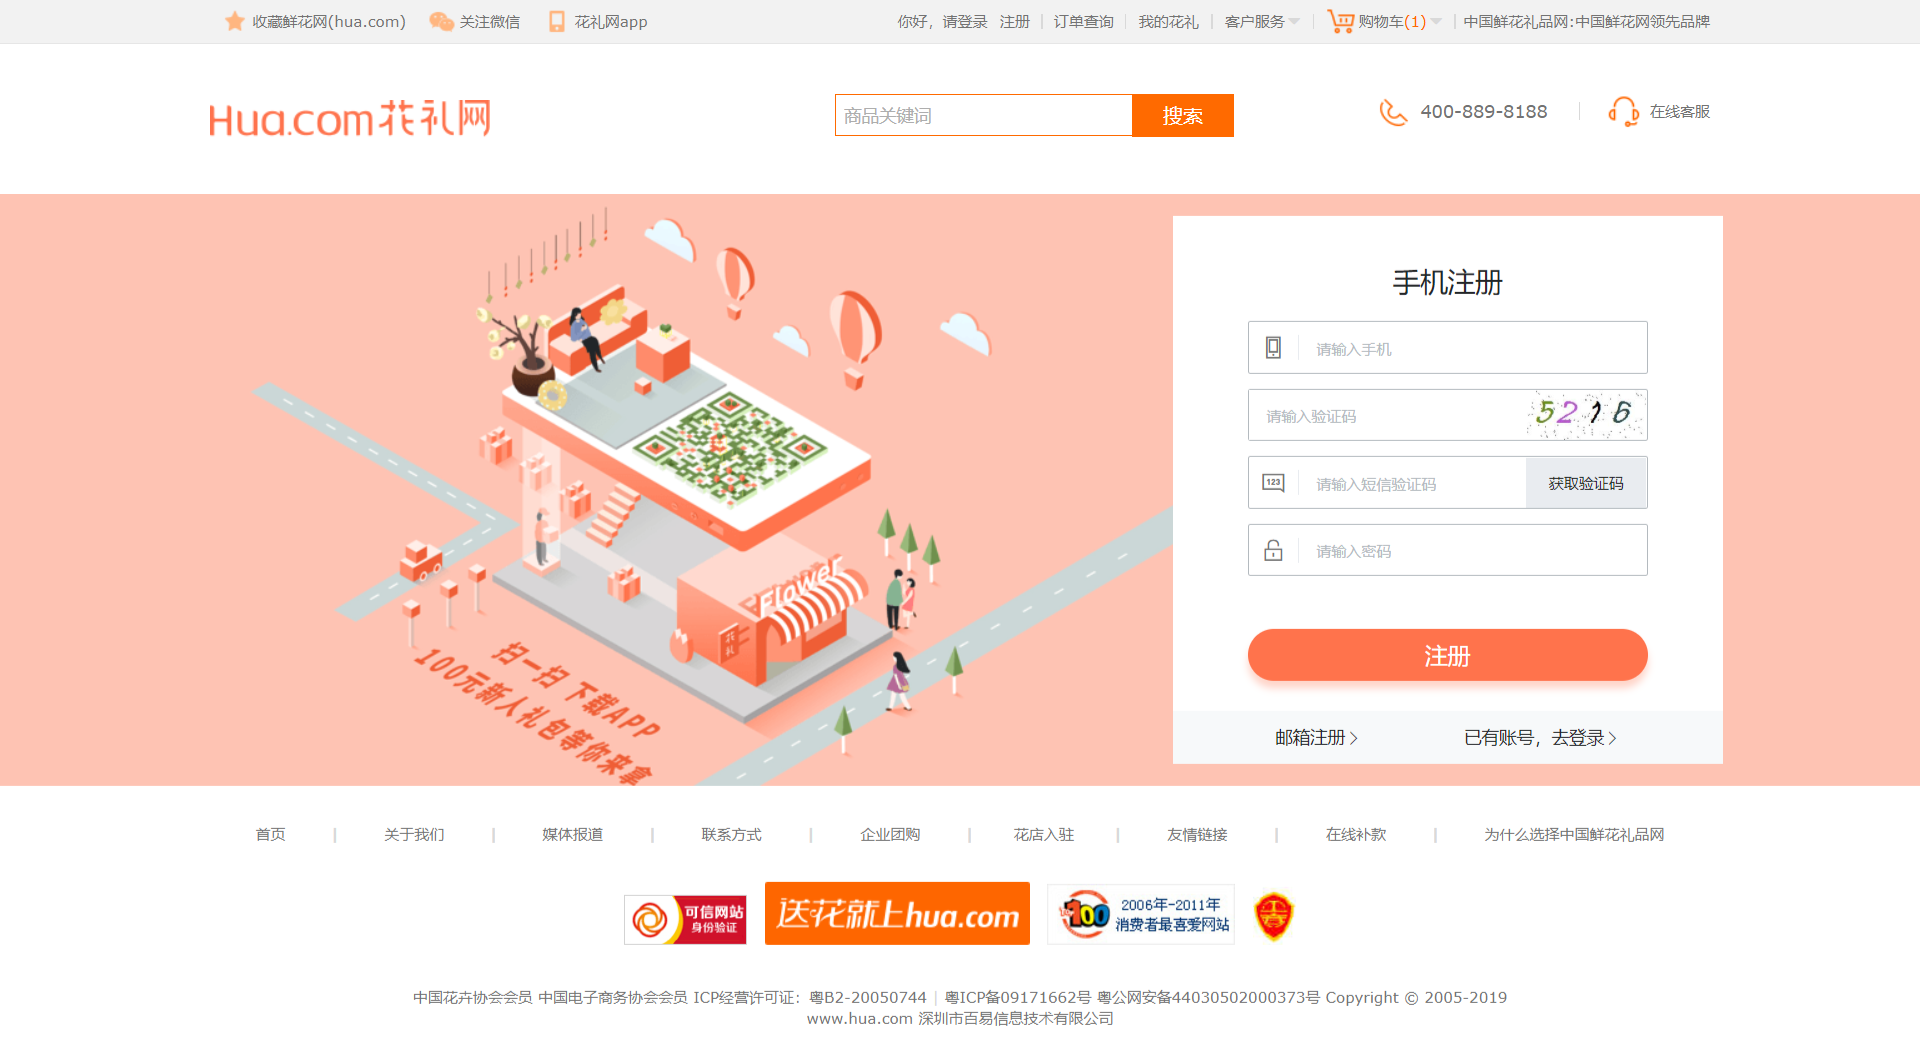 收藏鲜花网(hua.com) 关注微信 花礼网app 你好，请登录 注册 订单查询 我的花礼 客户服务 购物车(1) 中国鲜花礼品网:中国鲜花网领先品牌
Hua.com花礼网 商品关键词 搜索 400-889-8188 在线客服
手机注册
请输入手机
请输入验证码 5216
123 请输入短信验证码 获取验证码
请输入密码
注册
邮箱注册 已有账号，去登录
Flower
花礼
扫一扫 下载APP
100元新人礼包等你来拿
首页 | 关于我们 | 媒体报道 | 联系方式 | 企业团购 | 花店入驻 | 友情链接 | 在线补款 | 为什么选择中国鲜花礼品网
可信网站
身份验证
送花就上hua.com
100
2006年-2011年
消费者最喜爱网站
中国花卉协会会员 中国电子商务协会会员 ICP经营许可证：粤B2-20050744 | 粤ICP备09171662号 粤公网安备44030502000373号 Copyright © 2005-2019
www.hua.com 深圳市百易信息技术有限公司